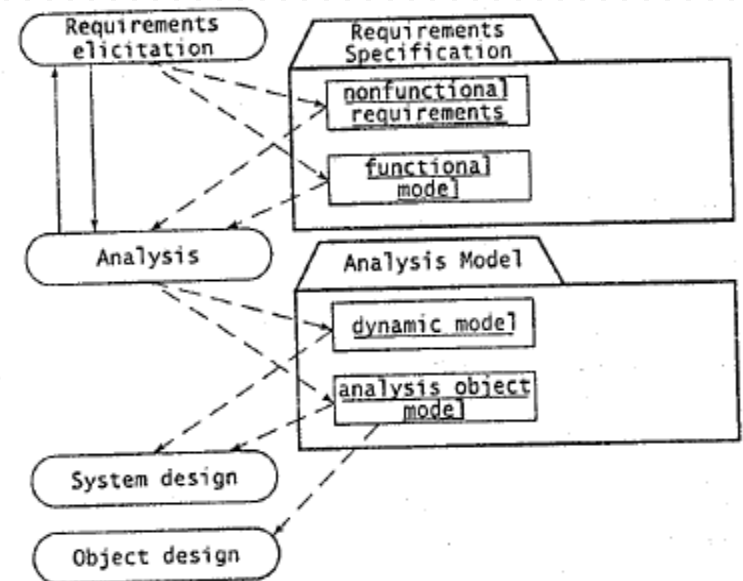 Requirements
elicitation
Requirements
Specification
nonfunctional
requirements
functional
model
Analysis
Analysis Model
dynamic model
analysis object
model
System design
Object design